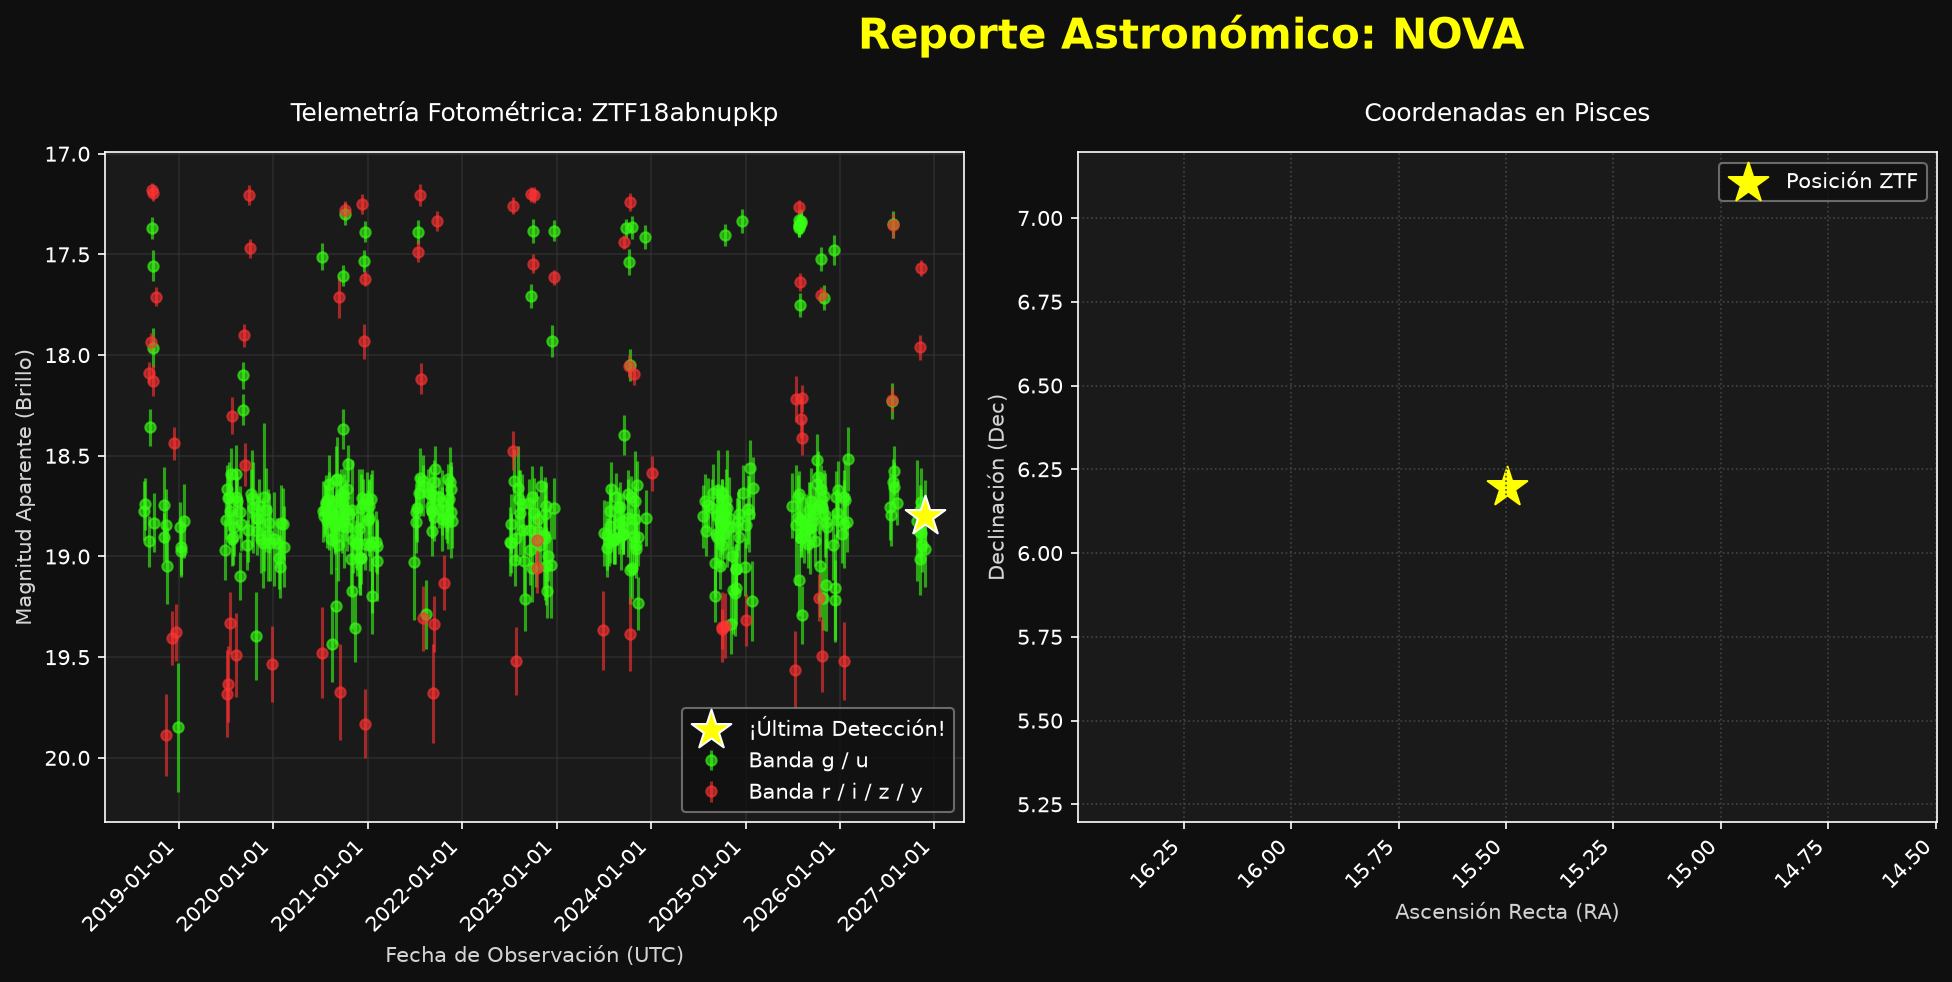 Reporte Astronómico: NOVA
Telemetría Fotométrica: ZTF18abnupkp
Magnitud Aparente (Brillo)
17.0
17.5
18.0
18.5
19.0
19.5
20.0
¡Última Detección!
Banda g / u
Banda r / i / z / y
2019-01-01
2020-01-01
2021-01-01
2022-01-01
2023-01-01
2024-01-01
2025-01-01
2026-01-01
2027-01-01
Fecha de Observación (UTC)
Coordenadas en Pisces
Posición ZTF
Declinación (Dec)
7.00
6.75
6.50
6.25
6.00
5.75
5.50
5.25
16.25
16.00
15.75
15.50
15.25
15.00
14.75
14.50
Ascensión Recta (RA)